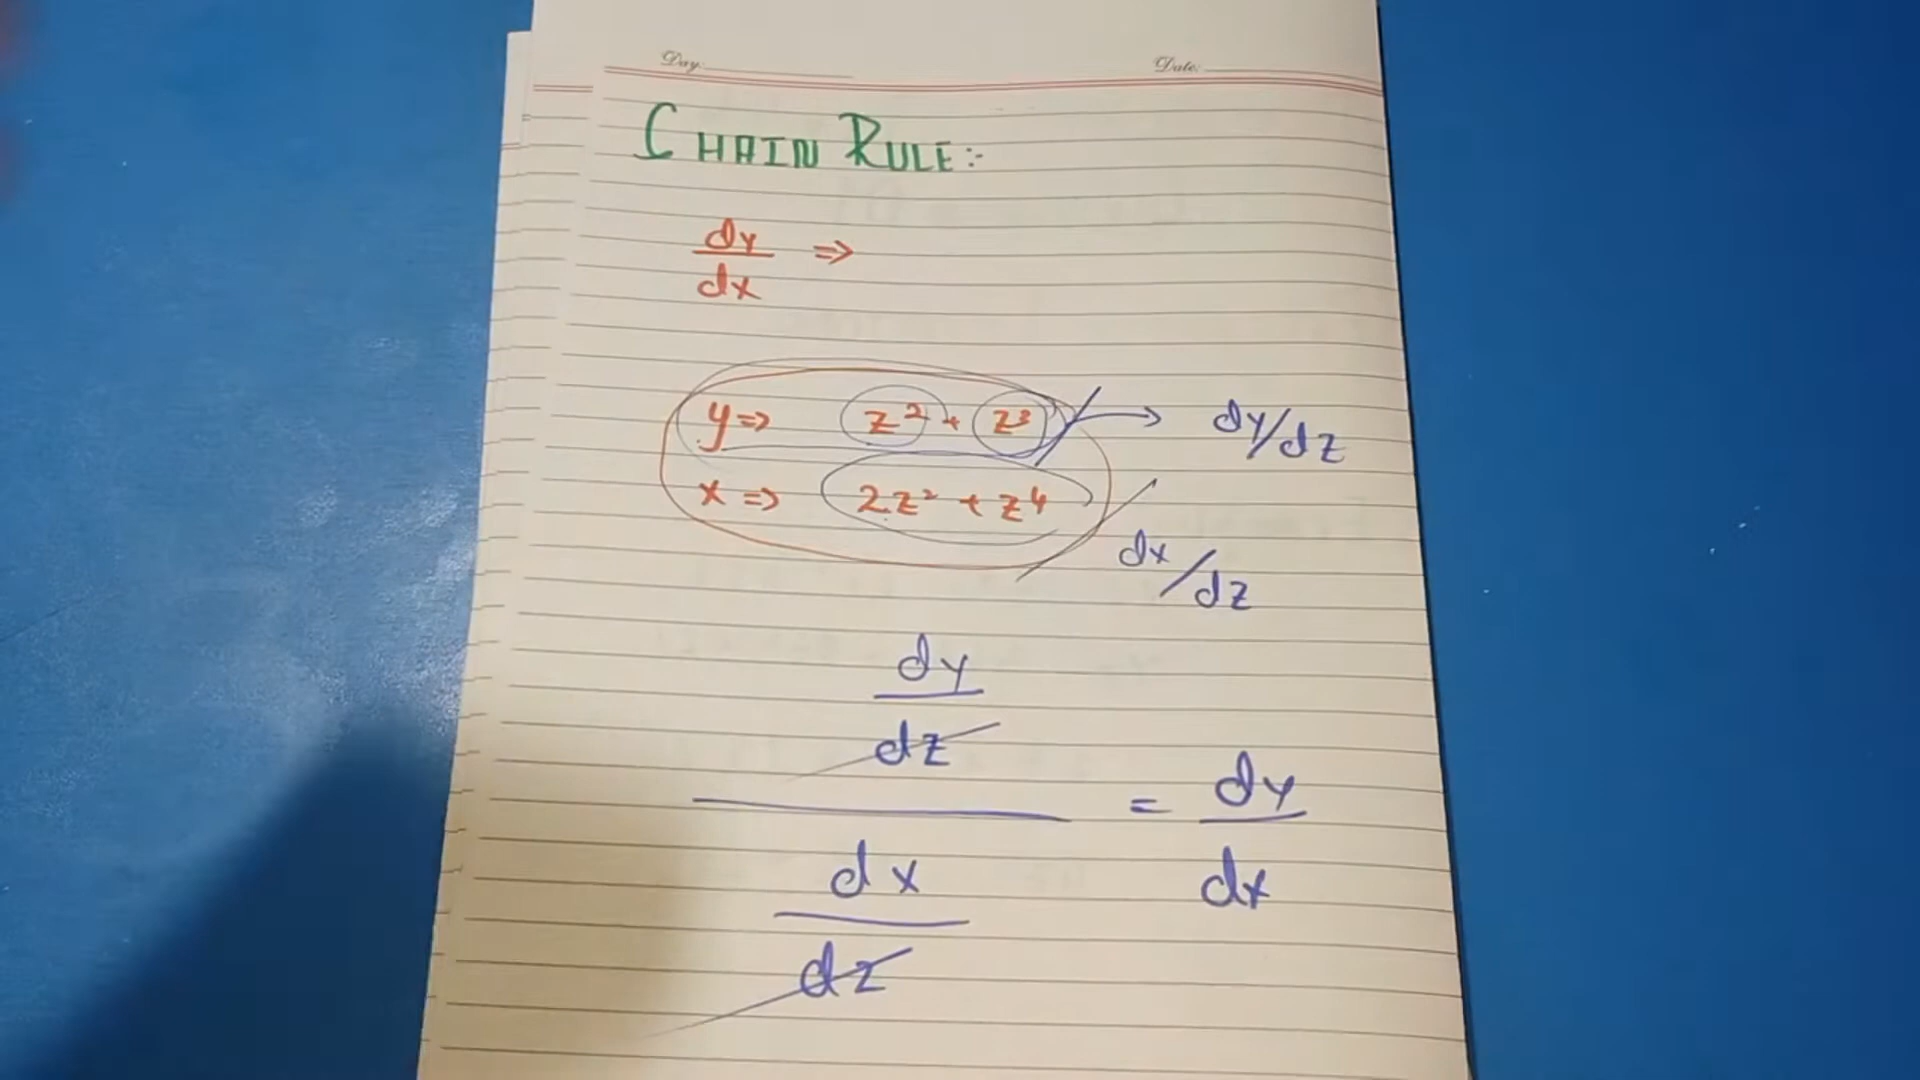 Day: Date:
CHAIN RULE:-
dy
dx ⇒
y ⇒ z² + z³ → dy/dz
x ⇒ 2z² + z⁴
dx/dz
dy
dz
= dy
dx dx
dz